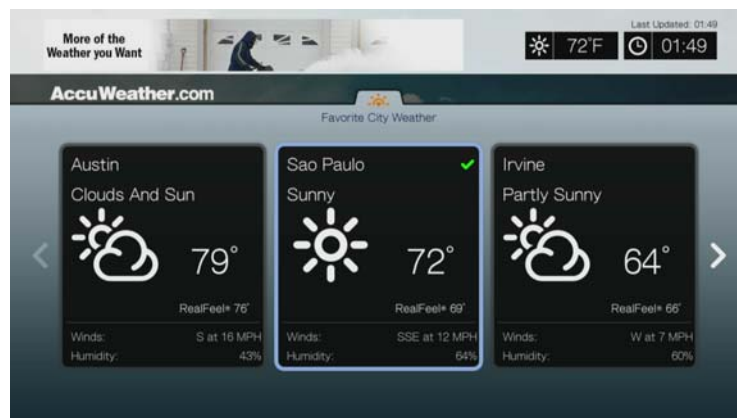 More of the
Weather you Want
Last Updated: 01:49
72°F
01:49
AccuWeather.com
Favorite City Weather
Austin
Clouds And Sun
79°
RealFeel® 76°
Winds: S at 16 MPH
Humidity: 43%
Sao Paulo
Sunny
72°
RealFeel® 69°
Winds: SSE at 12 MPH
Humidity: 64%
Irvine
Partly Sunny
64°
RealFeel® 66°
Winds: W at 7 MPH
Humidity: 60%